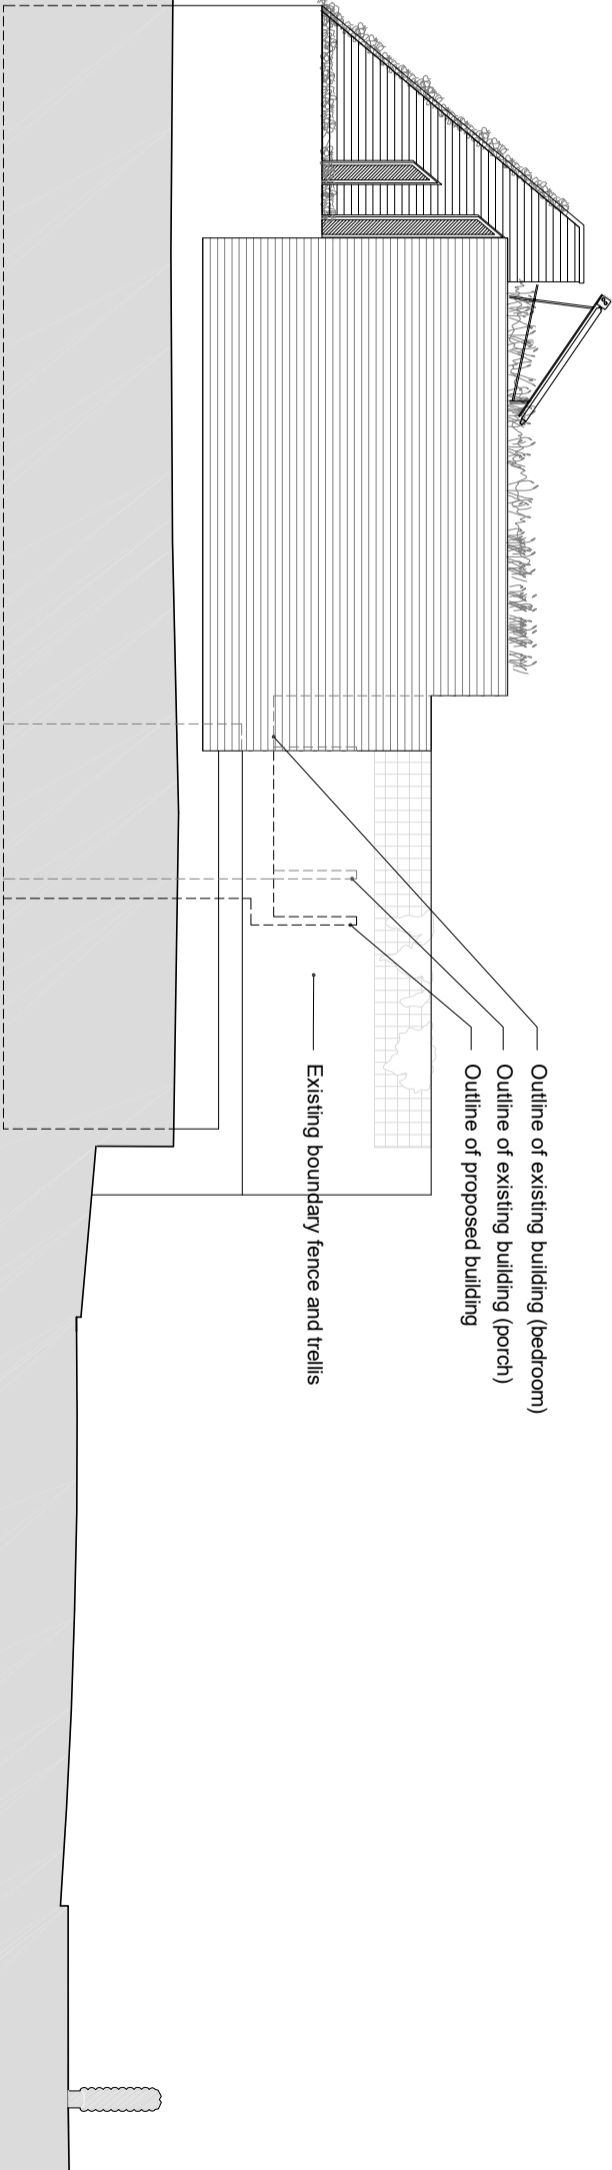 Outline of existing building (bedroom)
Outline of existing building (porch)
Outline of proposed building
Existing boundary fence and trellis